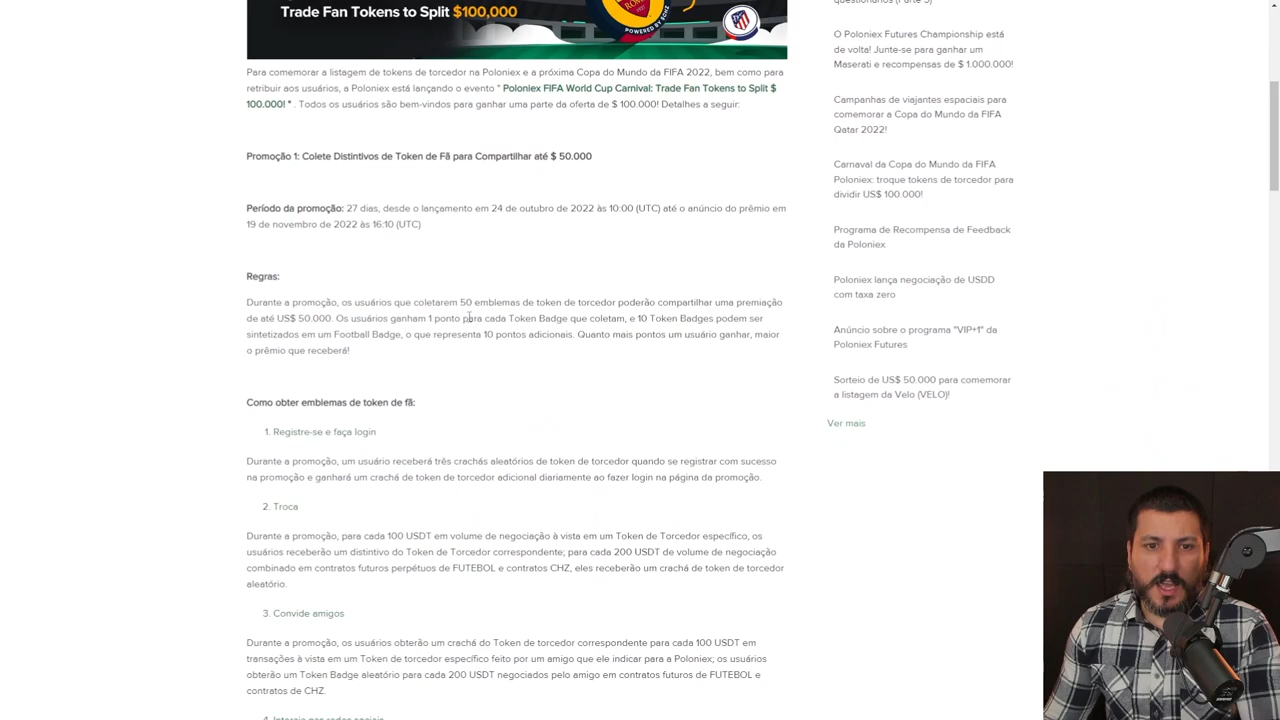 Trade Fan Tokens to Split $100,000
ROMA
POWERED BY CHZ
Para comemorar a listagem de tokens de torcedor na Poloniex e a próxima Copa do Mundo da FIFA 2022, bem como para
retribuir aos usuários, a Poloniex está lançando o evento " Poloniex FIFA World Cup Carnival: Trade Fan Tokens to Split $
100.000! " . Todos os usuários são bem-vindos para ganhar uma parte da oferta de $ 100.000! Detalhes a seguir:
Promoção 1: Colete Distintivos de Token de Fã para Compartilhar até $ 50.000
Período da promoção: 27 dias, desde o lançamento em 24 de outubro de 2022 às 10:00 (UTC) até o anúncio do prêmio em
19 de novembro de 2022 às 16:10 (UTC)
Regras:
Durante a promoção, os usuários que coletarem 50 emblemas de token de torcedor poderão compartilhar uma premiação
de até US$ 50.000. Os usuários ganham 1 ponto para cada Token Badge que coletam, e 10 Token Badges podem ser
sintetizados em um Football Badge, o que representa 10 pontos adicionais. Quanto mais pontos um usuário ganhar, maior
o prêmio que receberá!
Como obter emblemas de token de fã:
1. Registre-se e faça login
Durante a promoção, um usuário receberá três crachás aleatórios de token de torcedor quando se registrar com sucesso
na promoção e ganhará um crachá de token de torcedor adicional diariamente ao fazer login na página da promoção.
2. Troca
Durante a promoção, para cada 100 USDT em volume de negociação à vista em um Token de Torcedor específico, os
usuários receberão um distintivo do Token de Torcedor correspondente; para cada 200 USDT de volume de negociação
combinado em contratos futuros perpétuos de FUTEBOL e contratos CHZ, eles receberão um crachá de token de torcedor
aleatório.
3. Convide amigos
Durante a promoção, os usuários obterão um crachá do Token de torcedor correspondente para cada 100 USDT em
transações à vista em um Token de torcedor específico feito por um amigo que ele indicar para a Poloniex; os usuários
obterão um Token Badge aleatório para cada 200 USDT negociados pelo amigo em contratos futuros de FUTEBOL e
contratos de CHZ.
4. Interaja nas redes sociais
questionários (Parte 3)
O Poloniex Futures Championship está
de volta! Junte-se para ganhar um
Maserati e recompensas de $ 1.000.000!
Campanhas de viajantes espaciais para
comemorar a Copa do Mundo da FIFA
Qatar 2022!
Carnaval da Copa do Mundo da FIFA
Poloniex: troque tokens de torcedor para
dividir US$ 100.000!
Programa de Recompensa de Feedback
da Poloniex
Poloniex lança negociação de USDD
com taxa zero
Anúncio sobre o programa "VIP+1" da
Poloniex Futures
Sorteio de US$ 50.000 para comemorar
a listagem da Velo (VELO)!
Ver mais